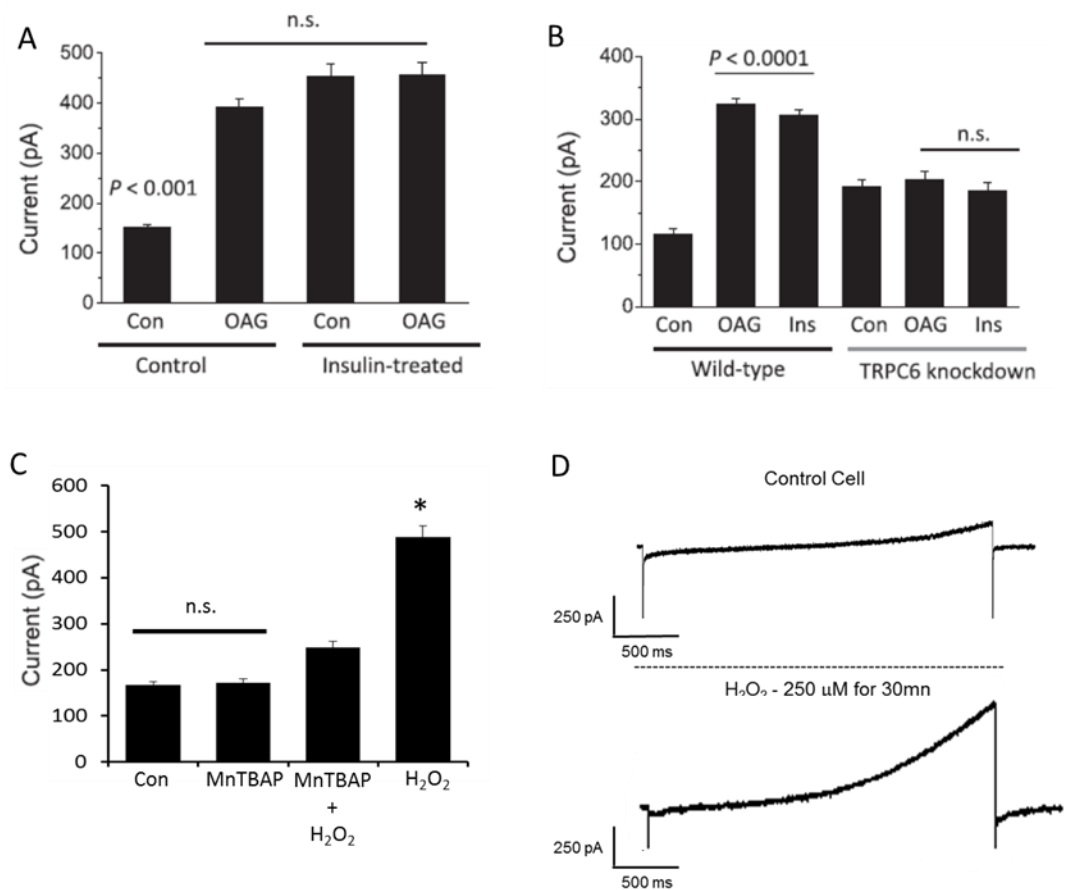 A
n.s.
500
400
300
200
100
0
Current (pA)
P < 0.001
Con OAG Con OAG
Control Insulin-treated
B
P < 0.0001
400
300
200
100
0
Current (pA)
n.s.
Con OAG Ins Con OAG Ins
Wild-type TRPC6 knockdown
C
600
500
400
300
200
100
0
Current (pA)
n.s.
*
Con MnTBAP MnTBAP H2O2
+
H2O2
D
Control Cell
250 pA
500 ms
H2O2 - 250 µM for 30mn
250 pA
500 ms